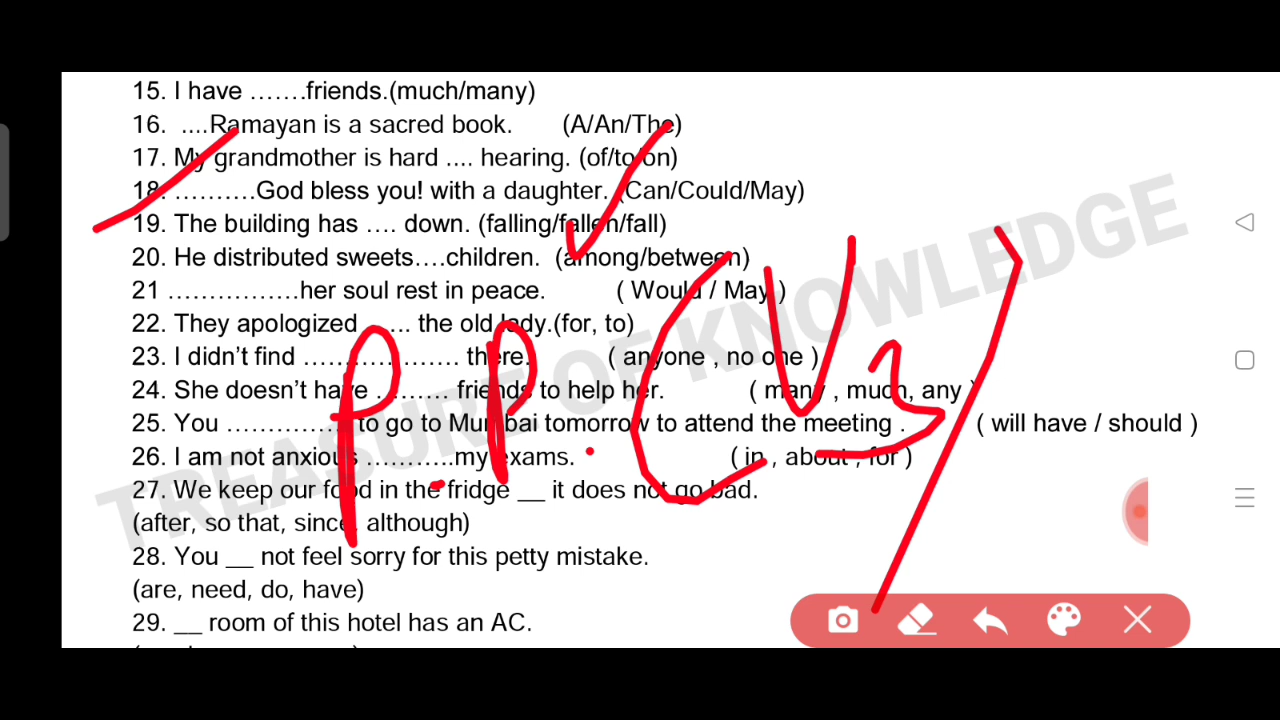 15. I have .......friends.(much/many)
16. ....Ramayan is a sacred book. (A/An/The)
17. My grandmother is hard .... hearing. (of/to/on)
18. ..........God bless you! with a daughter. (Can/Could/May)
19. The building has .... down. (falling/fallen/fall)
20. He distributed sweets....children. (among/between)
21 ................her soul rest in peace. ( Would / May )
22. They apologized ...... the old lady.(for, to)
23. I didn't find .................. there. ( anyone , no one )
24. She doesn't have ......... friends to help her. ( many , much, any )
25. You .............. to go to Mumbai tomorrow to attend the meeting . ( will have / should )
26. I am not anxious ...........my exams. ( in , about , for )
27. We keep our food in the fridge __ it does not go bad.
(after, so that, since, although)
28. You __ not feel sorry for this petty mistake.
(are, need, do, have)
29. __ room of this hotel has an AC.
TREASURE OF KNOWLEDGE
P.P. (V3)